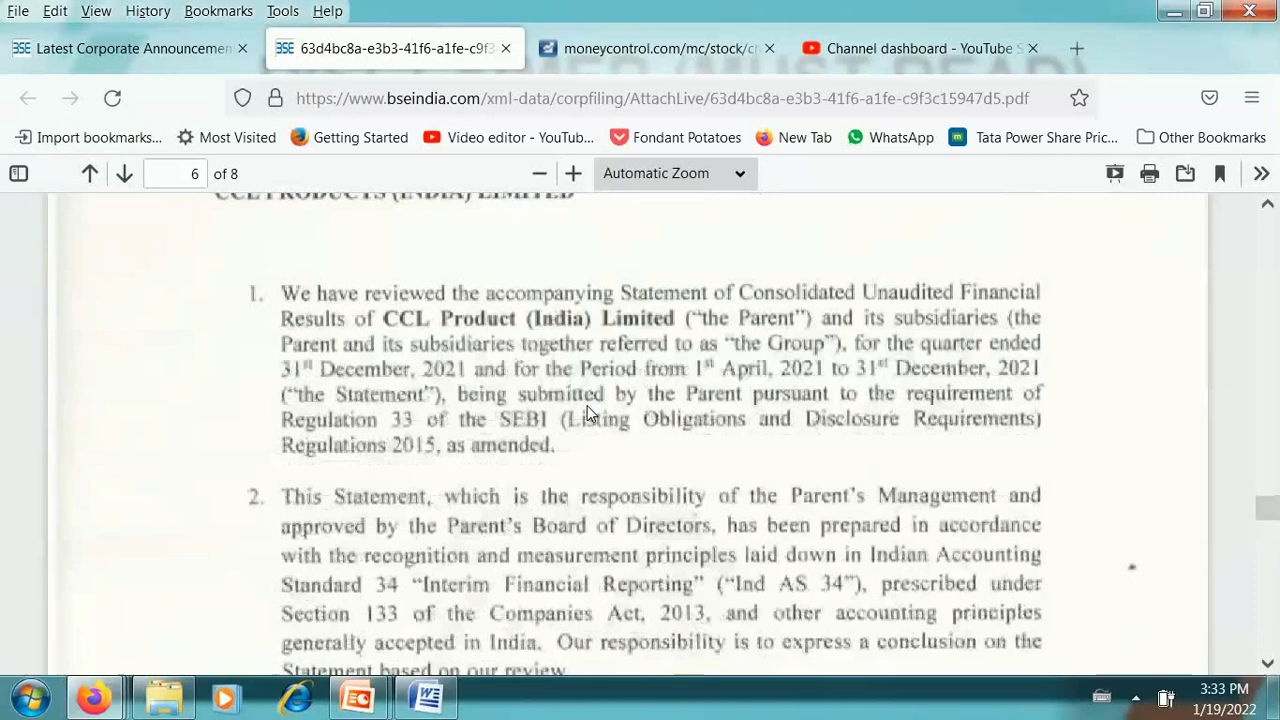 File Edit View History Bookmarks Tools Help
BSE Latest Corporate Announcemen × BSE 63d4bc8a-e3b3-41f6-a1fe-c9f3 × moneycontrol.com/mc/stock/c × Channel dashboard - YouTube S × +
https://www.bseindia.com/xml-data/corpfiling/AttachLive/63d4bc8a-e3b3-41f6-a1fe-c9f3c15947d5.pdf
Import bookmarks... Most Visited Getting Started Video editor - YouTub... Fondant Potatoes New Tab WhatsApp Tata Power Share Pric... Other Bookmarks
6 of 8 Automatic Zoom
CCL PRODUCTS (INDIA) LIMITED
1. We have reviewed the accompanying Statement of Consolidated Unaudited Financial
Results of CCL Product (India) Limited (“the Parent”) and its subsidiaries (the
Parent and its subsidiaries together referred to as “the Group”), for the quarter ended
31st December, 2021 and for the Period from 1st April, 2021 to 31st December, 2021
(“the Statement”), being submitted by the Parent pursuant to the requirement of
Regulation 33 of the SEBI (Listing Obligations and Disclosure Requirements)
Regulations 2015, as amended.
2. This Statement, which is the responsibility of the Parent’s Management and
approved by the Parent’s Board of Directors, has been prepared in accordance
with the recognition and measurement principles laid down in Indian Accounting
Standard 34 “Interim Financial Reporting” (“Ind AS 34”), prescribed under
Section 133 of the Companies Act, 2013, and other accounting principles
generally accepted in India. Our responsibility is to express a conclusion on the
Statement based on our review
3:33 PM
1/19/2022